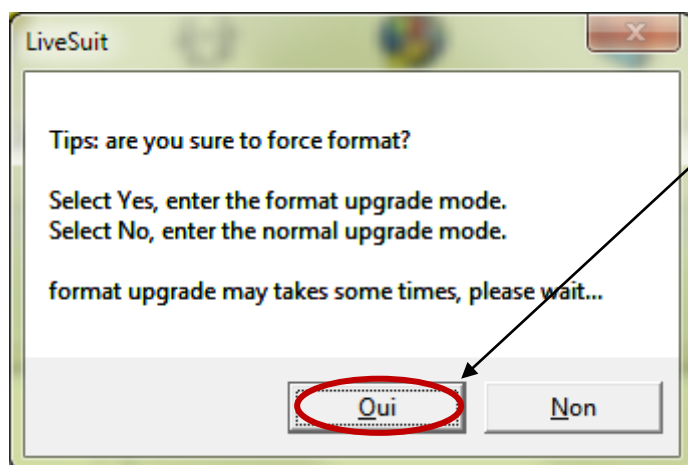 LiveSuit
Tips: are you sure to force format?
Select Yes, enter the format upgrade mode.
Select No, enter the normal upgrade mode.
format upgrade may takes some times, please wait...
Oui
Non